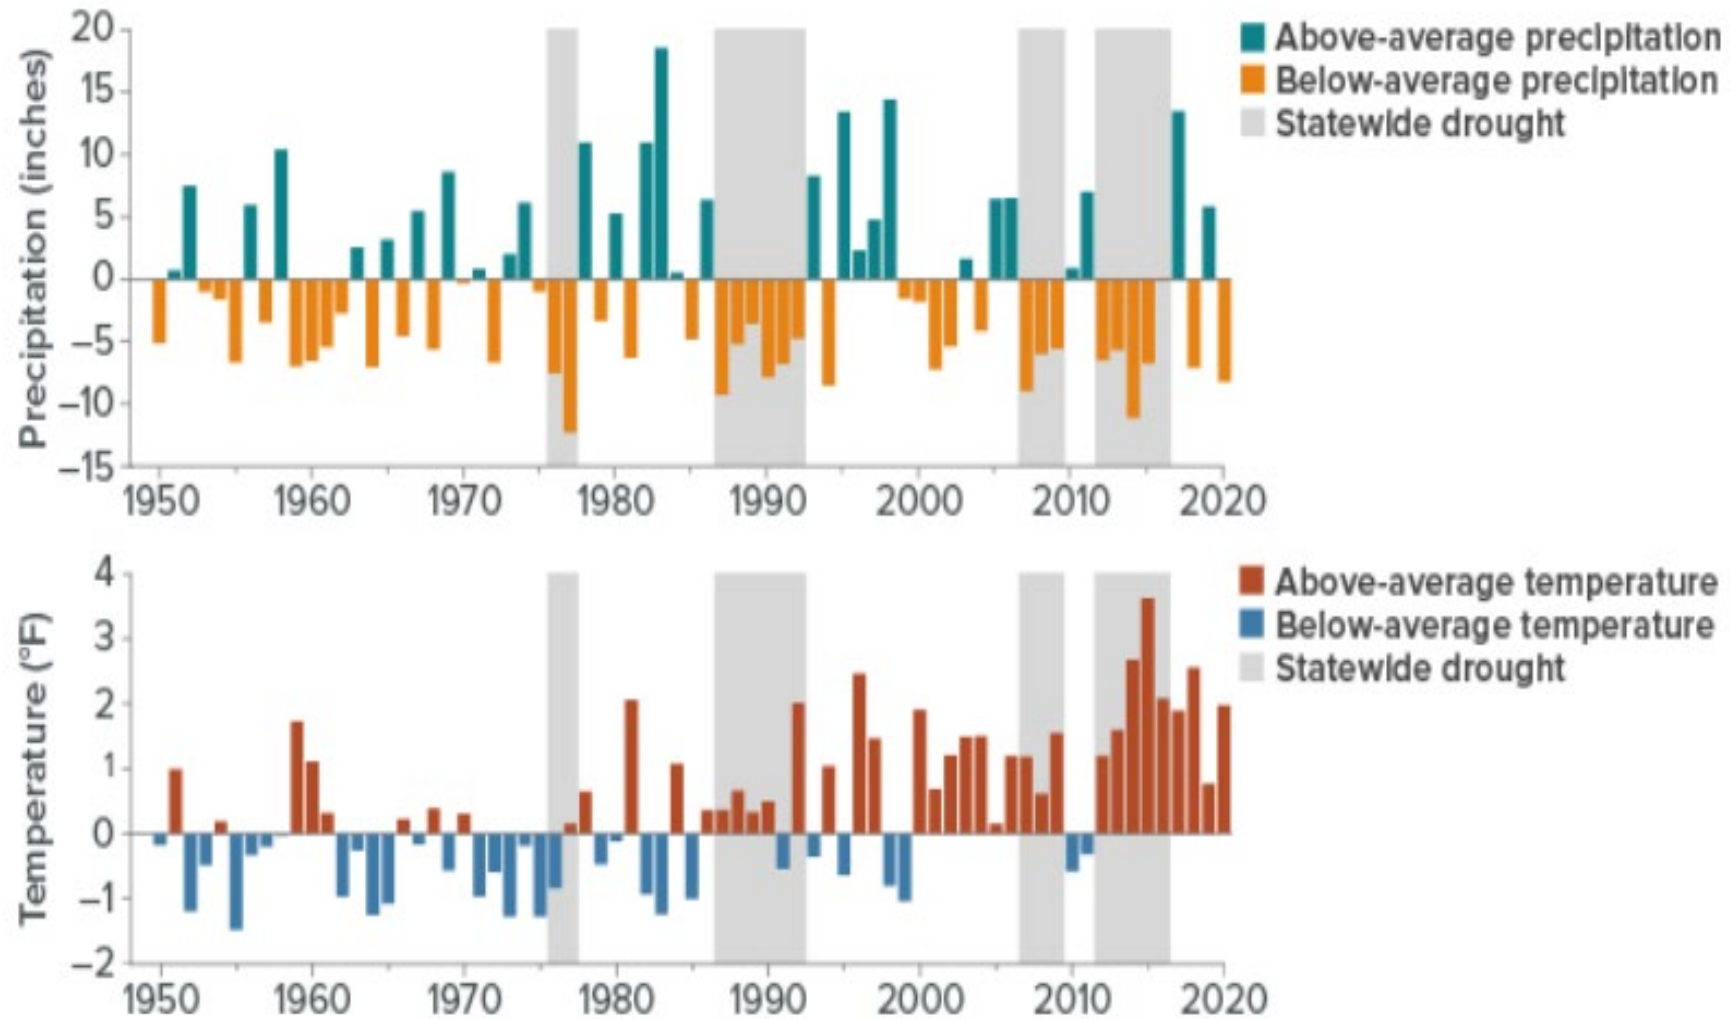 Precipitation (inches)
20
15
10
5
0
−5
−10
−15
1950 1960 1970 1980 1990 2000 2010 2020
Above-average precipitation
Below-average precipitation
Statewide drought
Temperature (°F)
4
3
2
1
0
−1
−2
1950 1960 1970 1980 1990 2000 2010 2020
Above-average temperature
Below-average temperature
Statewide drought